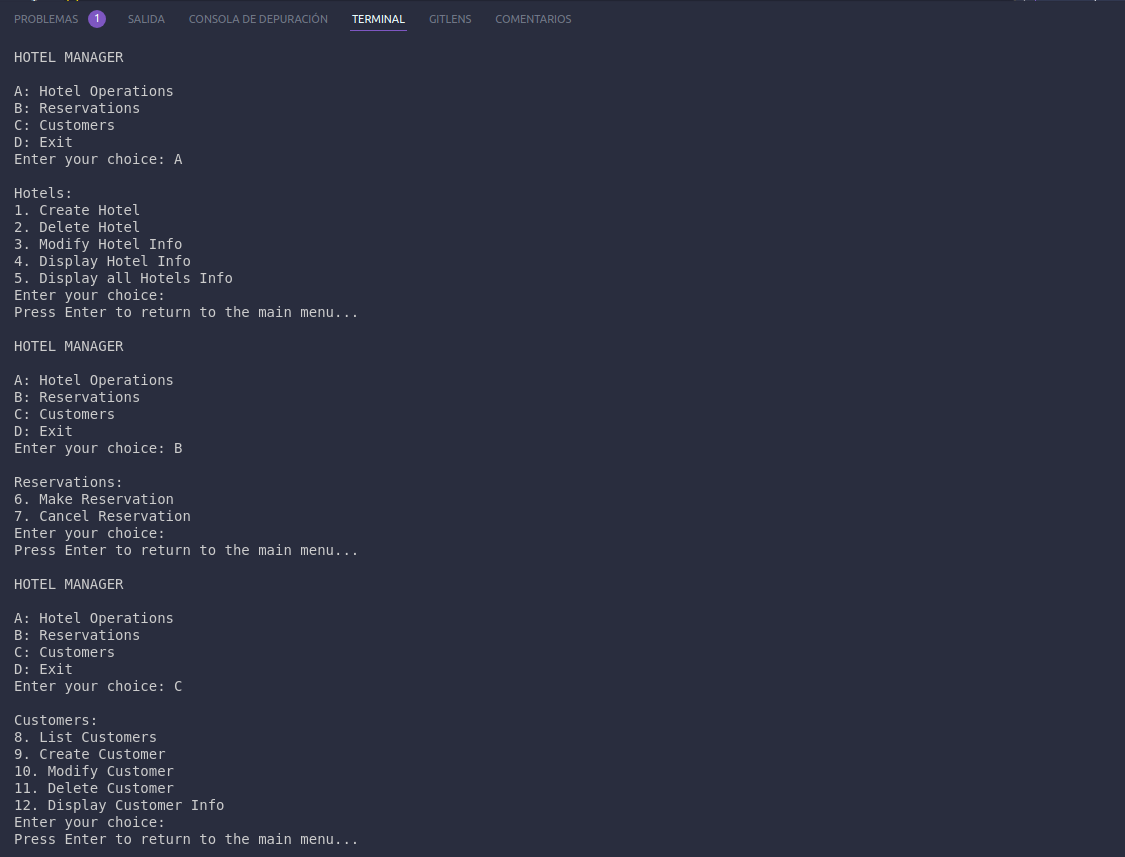 PROBLEMAS 1 SALIDA CONSOLA DE DEPURACIÓN TERMINAL GITLENS COMENTARIOS
HOTEL MANAGER
A: Hotel Operations
B: Reservations
C: Customers
D: Exit
Enter your choice: A
Hotels:
1. Create Hotel
2. Delete Hotel
3. Modify Hotel Info
4. Display Hotel Info
5. Display all Hotels Info
Enter your choice:
Press Enter to return to the main menu...
HOTEL MANAGER
A: Hotel Operations
B: Reservations
C: Customers
D: Exit
Enter your choice: B
Reservations:
6. Make Reservation
7. Cancel Reservation
Enter your choice:
Press Enter to return to the main menu...
HOTEL MANAGER
A: Hotel Operations
B: Reservations
C: Customers
D: Exit
Enter your choice: C
Customers:
8. List Customers
9. Create Customer
10. Modify Customer
11. Delete Customer
12. Display Customer Info
Enter your choice:
Press Enter to return to the main menu...